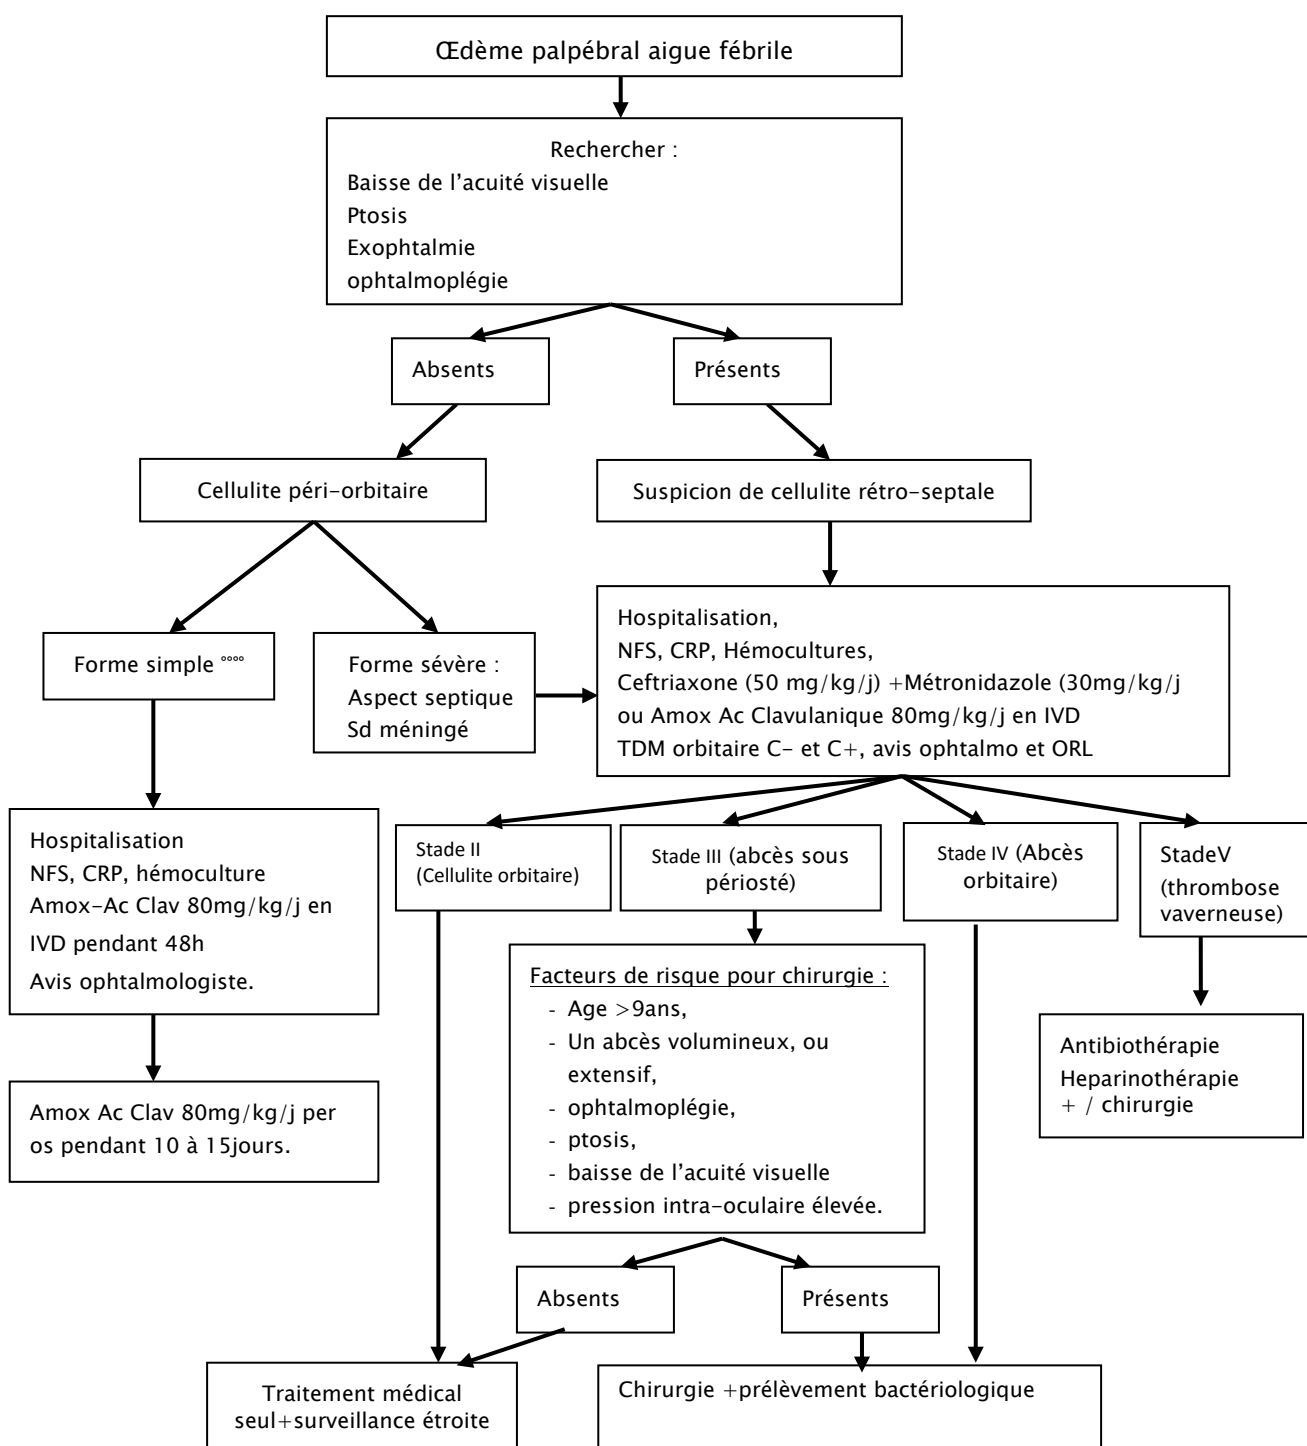 Œdème palpébral aigue fébrile
Rechercher :
Baisse de l’acuité visuelle
Ptosis
Exophtalmie
ophtalmoplégie
Absents
Présents
Cellulite péri-orbitaire
Suspicion de cellulite rétro-septale
Forme simple °°°°
Forme sévère :
Aspect septique
Sd méningé
Hospitalisation,
NFS, CRP, Hémocultures,
Ceftriaxone (50 mg/kg/j) +Métronidazole (30mg/kg/j
ou Amox Ac Clavulanique 80mg/kg/j en IVD
TDM orbitaire C- et C+, avis ophtalmo et ORL
Hospitalisation
NFS, CRP, hémoculture
Amox-Ac Clav 80mg/kg/j en
IVD pendant 48h
Avis ophtalmologiste.
Stade II
(Cellulite orbitaire)
Stade III (abcès sous
périosté)
Stade IV (Abcès
orbitaire)
StadeV
(thrombose
vaverneuse)
Facteurs de risque pour chirurgie :
- Age >9ans,
- Un abcès volumineux, ou
extensif,
- ophtalmoplégie,
- ptosis,
- baisse de l’acuité visuelle
- pression intra-oculaire élevée.
Antibiothérapie
Heparinothérapie
+ / chirurgie
Amox Ac Clav 80mg/kg/j per
os pendant 10 à 15jours.
Absents
Présents
Traitement médical
seul+surveillance étroite
Chirurgie +prélèvement bactériologique